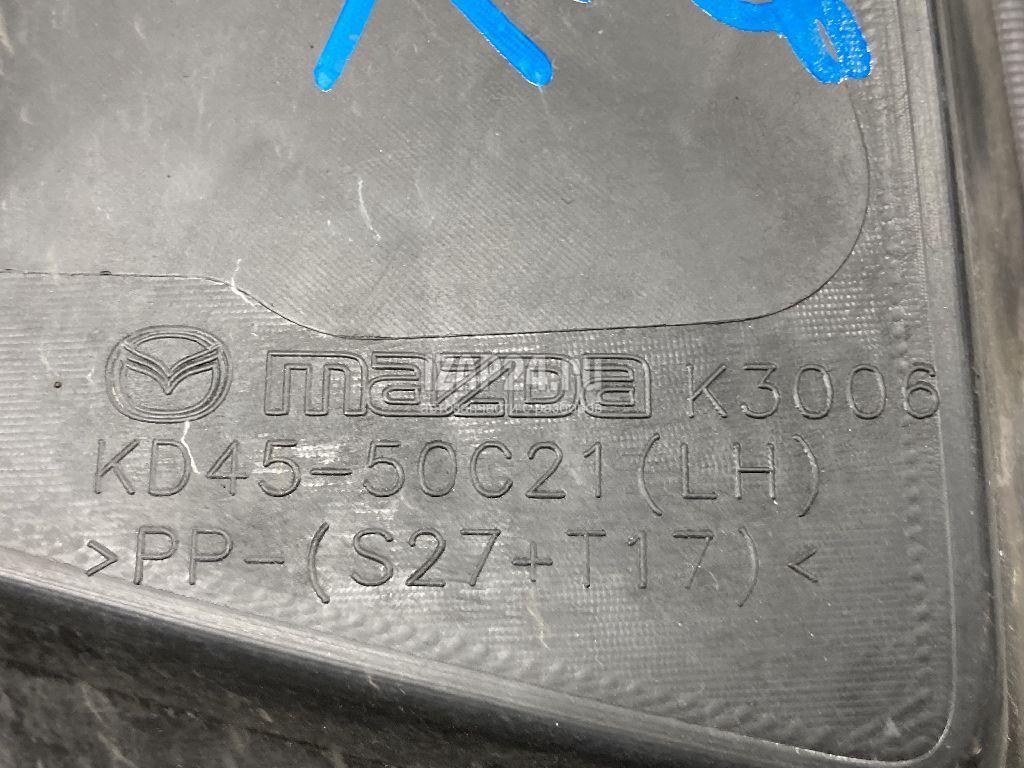 mazda K3006
KD45-50C21(LH)
>PP-(S27+T17)<